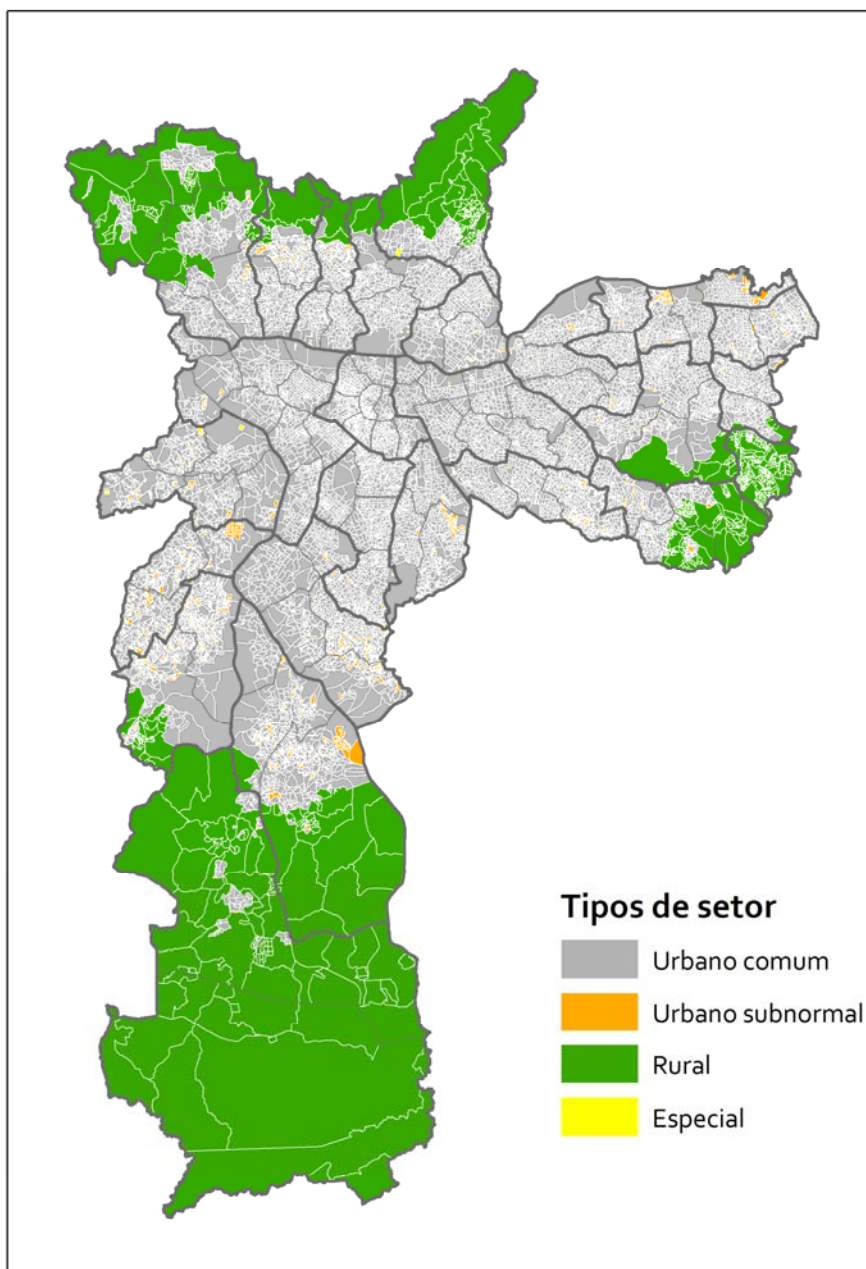 Tipos de setor
Urbano comum
Urbano subnormal
Rural
Especial